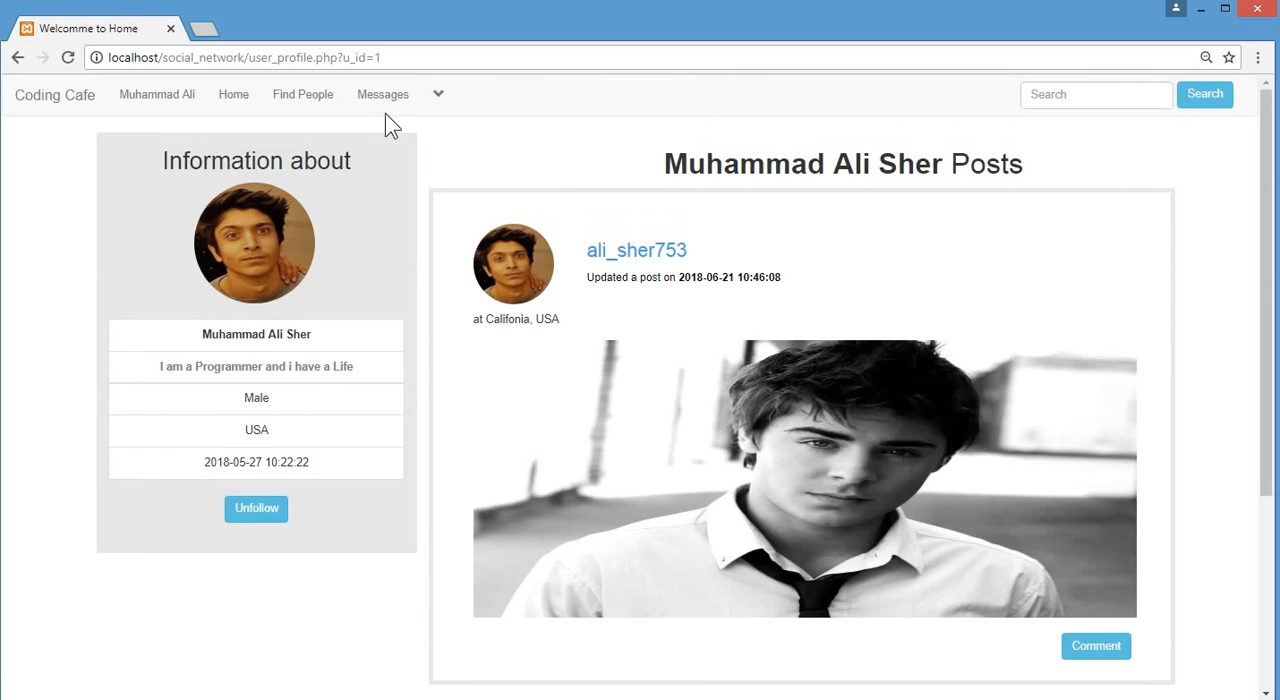 Welcomme to Home
localhost/social_network/user_profile.php?u_id=1
Coding Cafe Muhammad Ali Home Find People Messages Search Search
Information about
Muhammad Ali Sher
I am a Programmer and i have a Life
Male
USA
2018-05-27 10:22:22
Unfollow
Muhammad Ali Sher Posts
ali_sher753
Updated a post on 2018-06-21 10:46:08
at Califonia, USA
Comment